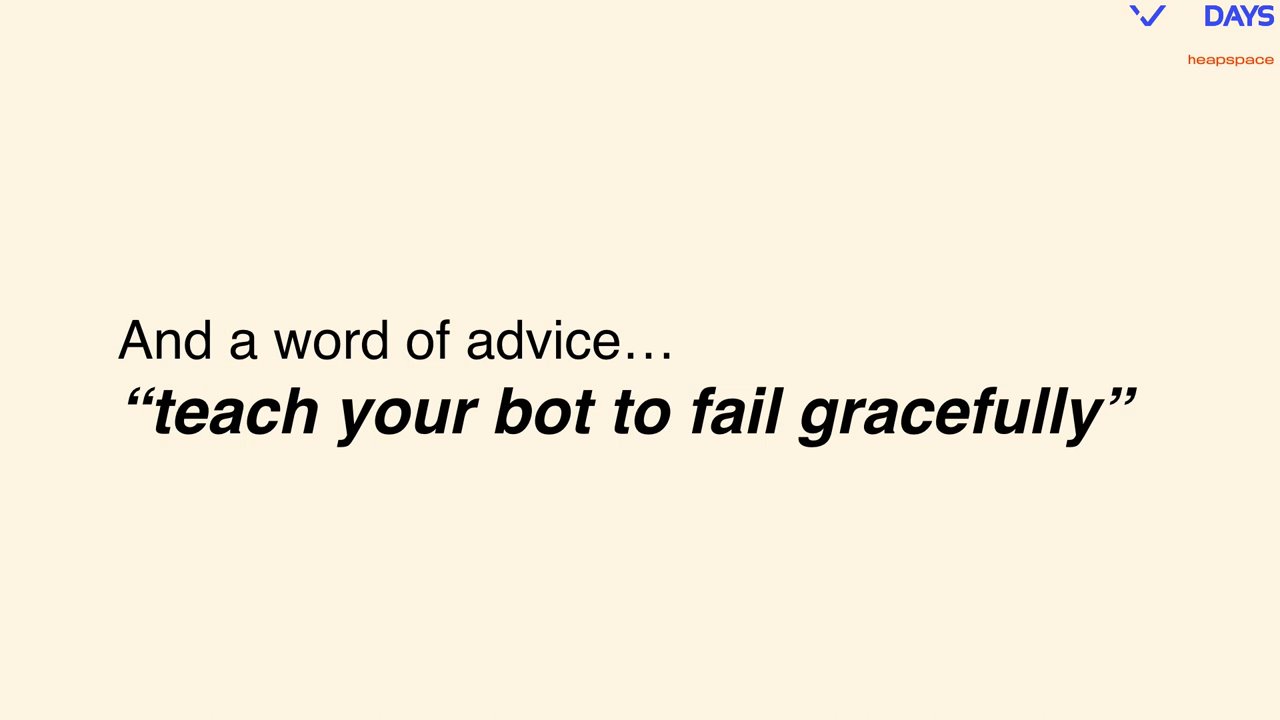 DAYS
heapspace
And a word of advice…
“teach your bot to fail gracefully”